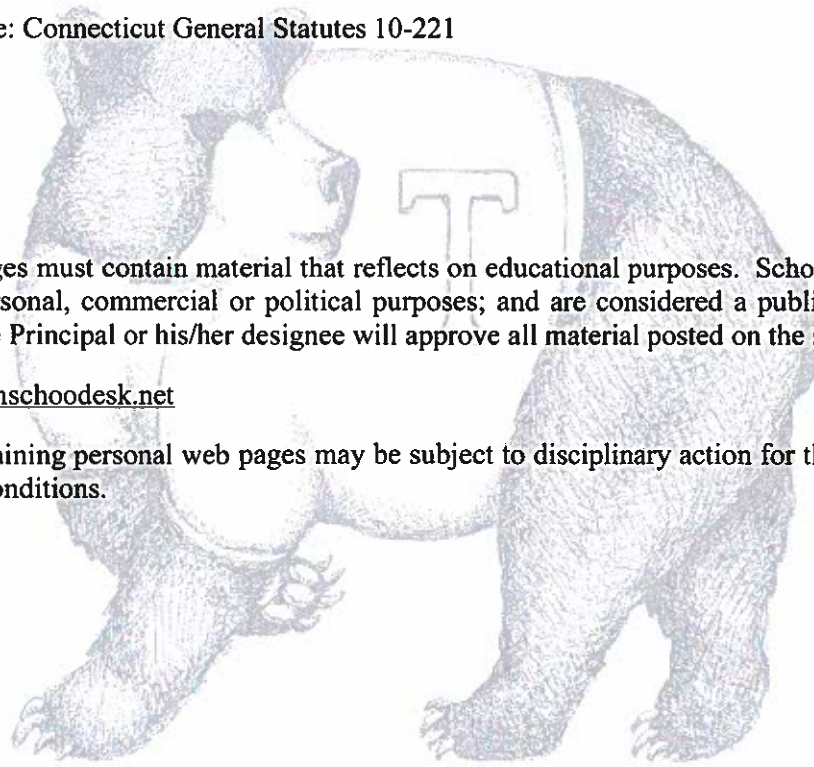 e: Connecticut General Statutes 10-221
T
ges must contain material that reflects on educational purposes. Scho
rsonal, commercial or political purposes; and are considered a publi
Principal or his/her designee will approve all material posted on the
nschoodesk.net
ining personal web pages may be subject to disciplinary action for th
onditions.